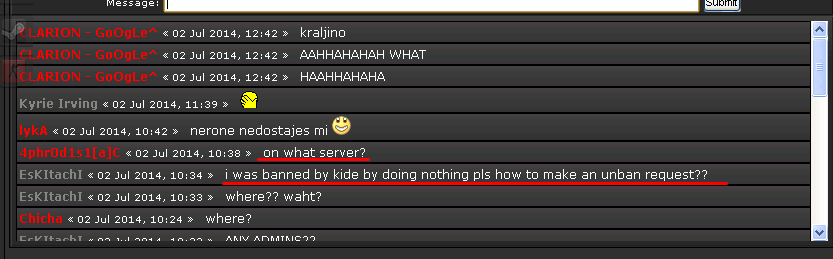 Message: Submit
CLARION - GoOgLe^ « 02 Jul 2014, 12:42 » kraljino
CLARION - GoOgLe^ « 02 Jul 2014, 12:42 » AAHHAHAHAH WHAT
CLARION - GoOgLe^ « 02 Jul 2014, 12:42 » HAAHHAHAHA
Kyrie Irving « 02 Jul 2014, 11:39 »
lykA « 02 Jul 2014, 10:42 » nerone nedostajes mi
4phr0d1s1[a]C « 02 Jul 2014, 10:38 » on what server?
EsKItachI « 02 Jul 2014, 10:34 » i was banned by kide by doing nothing pls how to make an unban request??
EsKItachI « 02 Jul 2014, 10:33 » where?? waht?
Chicha « 02 Jul 2014, 10:24 » where?
EsKItachI « 02 Jul 2014, 10:23 » ANY ADMINS??